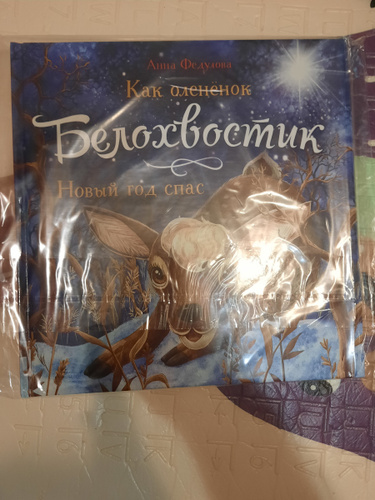 Анна Федулова
Как оленёнок
Белохвостик
Новый год спас